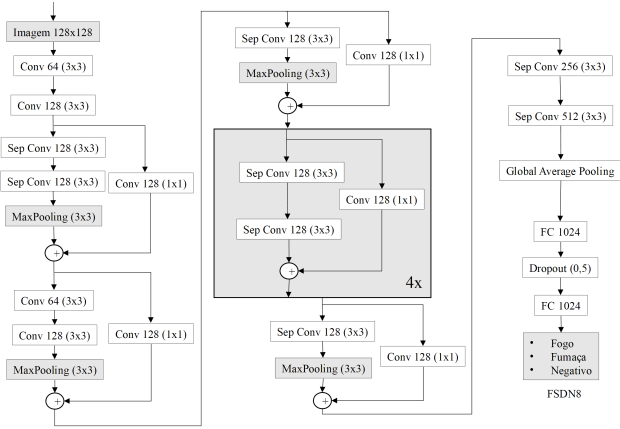 Imagem 128x128
Conv 64 (3x3)
Conv 128 (3x3)
Sep Conv 128 (3x3)
Sep Conv 128 (3x3)
Conv 128 (1x1)
MaxPooling (3x3)
+
Conv 64 (3x3)
Conv 128 (3x3)
Conv 128 (1x1)
MaxPooling (3x3)
+
Sep Conv 128 (3x3)
Conv 128 (1x1)
MaxPooling (3x3)
+
Sep Conv 128 (3x3)
Conv 128 (1x1)
Sep Conv 128 (3x3)
+
4x
Sep Conv 128 (3x3)
Conv 128 (1x1)
MaxPooling (3x3)
+
Sep Conv 256 (3x3)
Sep Conv 512 (3x3)
Global Average Pooling
FC 1024
Dropout (0,5)
FC 1024
• Fogo
• Fumaça
• Negativo
FSDN8